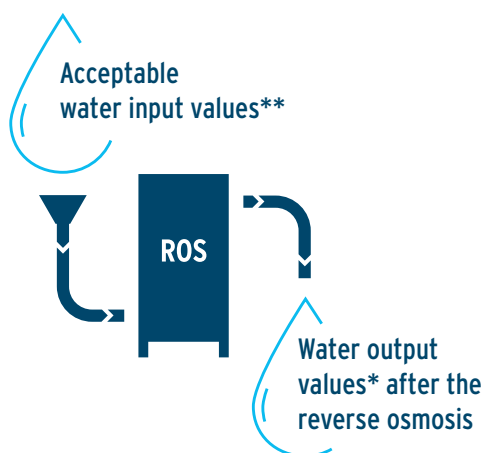 Acceptable
water input values**
ROS
Water output
values* after the
reverse osmosis